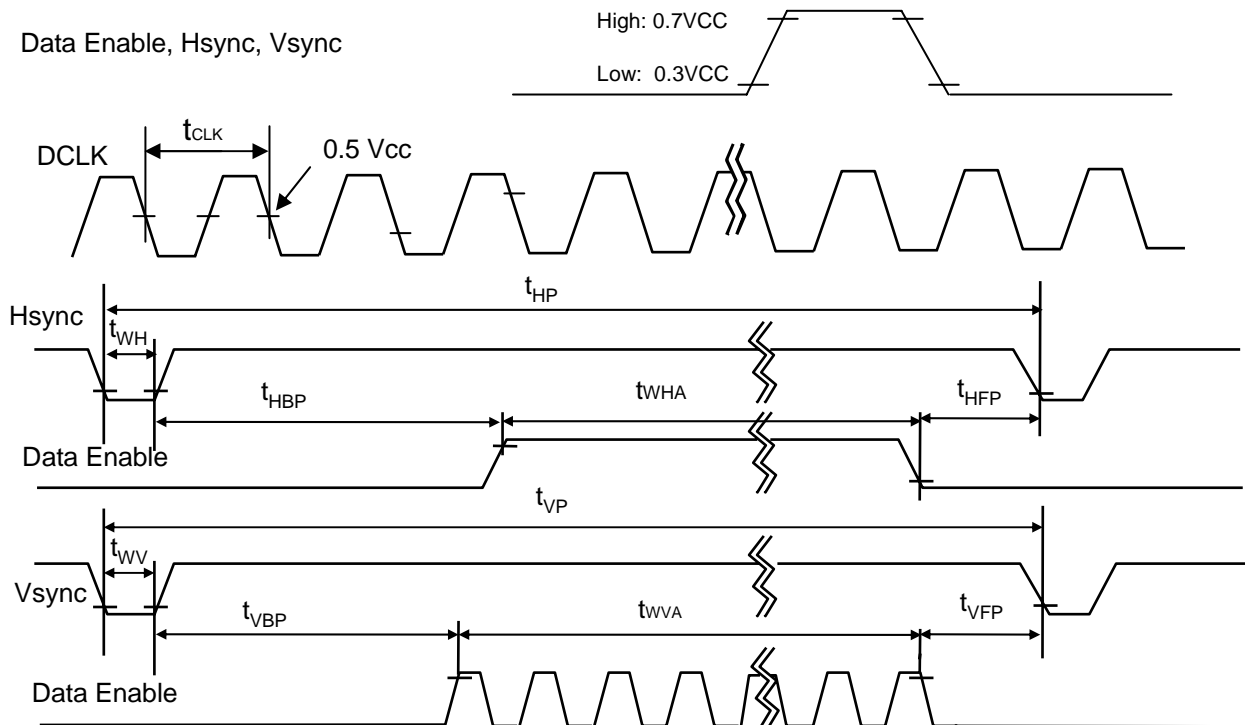 High: 0.7VCC
Data Enable, Hsync, Vsync
Low: 0.3VCC
tCLK
DCLK
0.5 Vcc
tHP
Hsync
tWH
tHBP
tWHA
tHFP
Data Enable
tVP
tWV
Vsync
tVBP
tWVA
tVFP
Data Enable